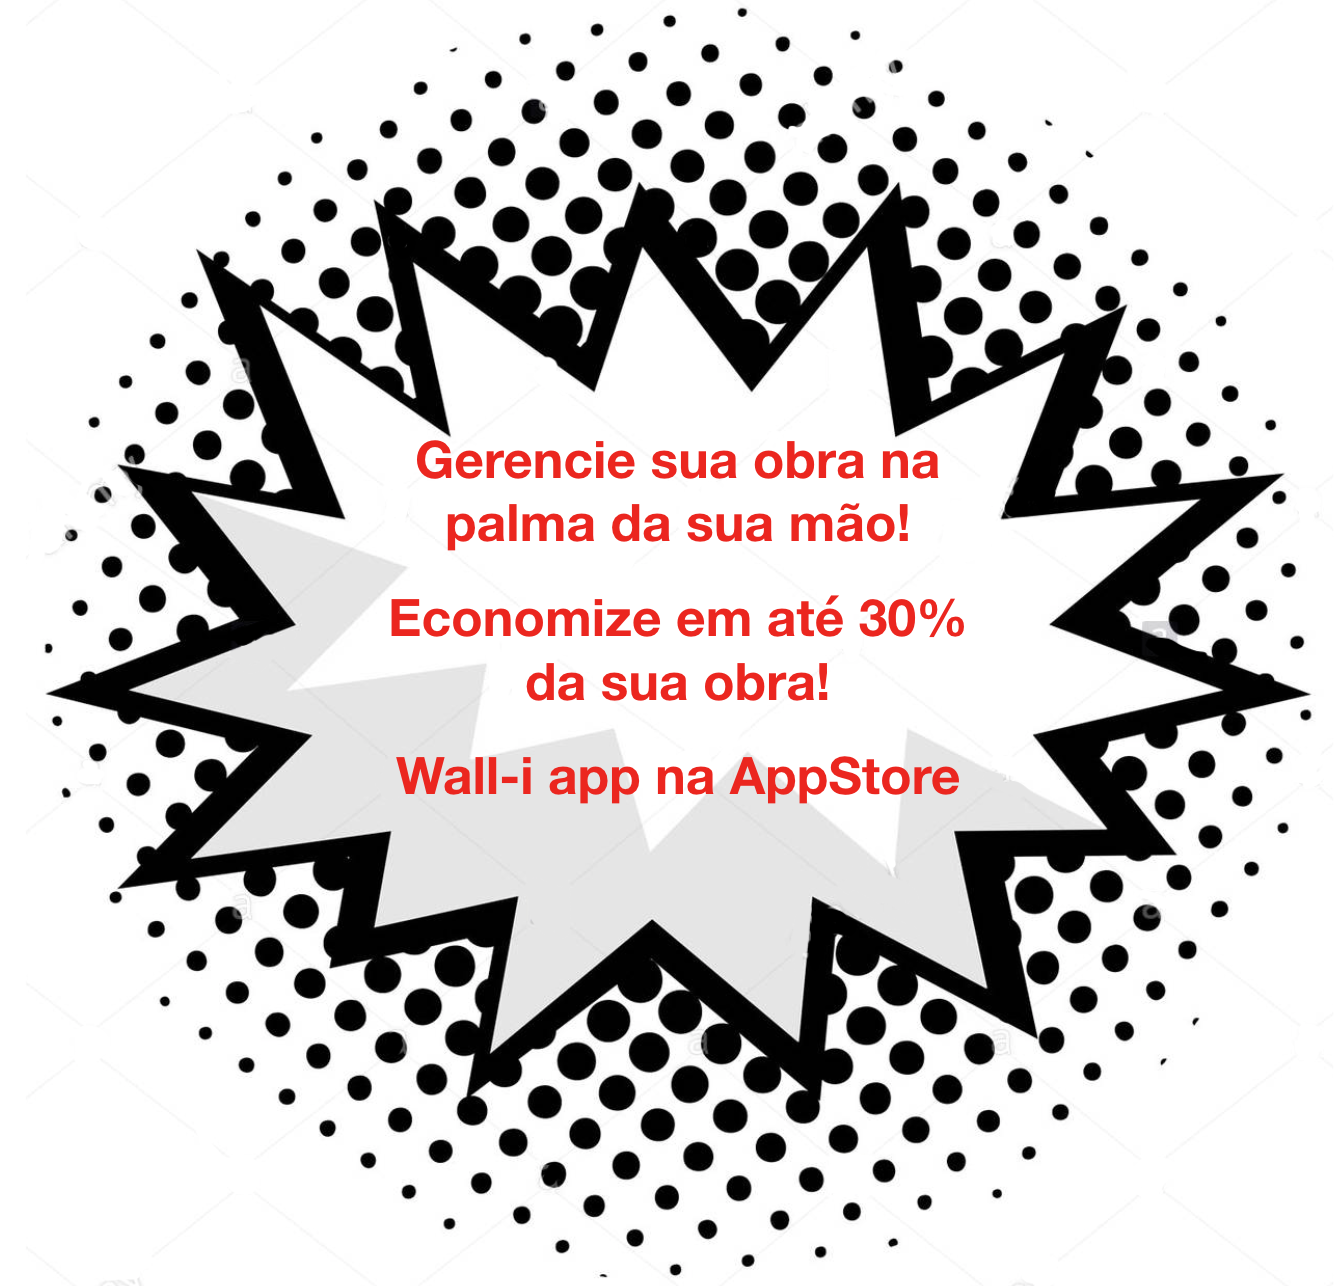 Gerencie sua obra na
palma da sua mão!
Economize em até 30%
da sua obra!
Wall-i app na AppStore